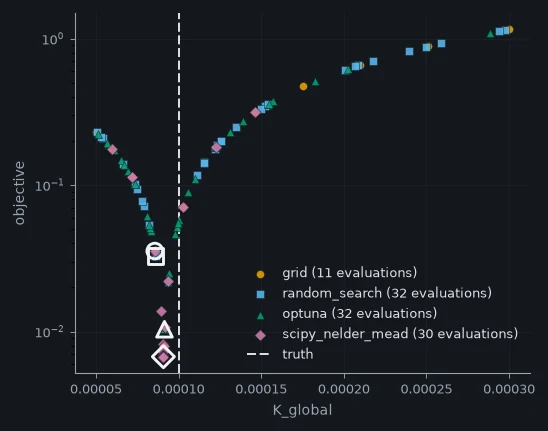 10⁰
10⁻¹
10⁻²
objective
grid (11 evaluations)
random_search (32 evaluations)
optuna (32 evaluations)
scipy_nelder_mead (30 evaluations)
truth
0.00005 0.00010 0.00015 0.00020 0.00025 0.00030
K_global